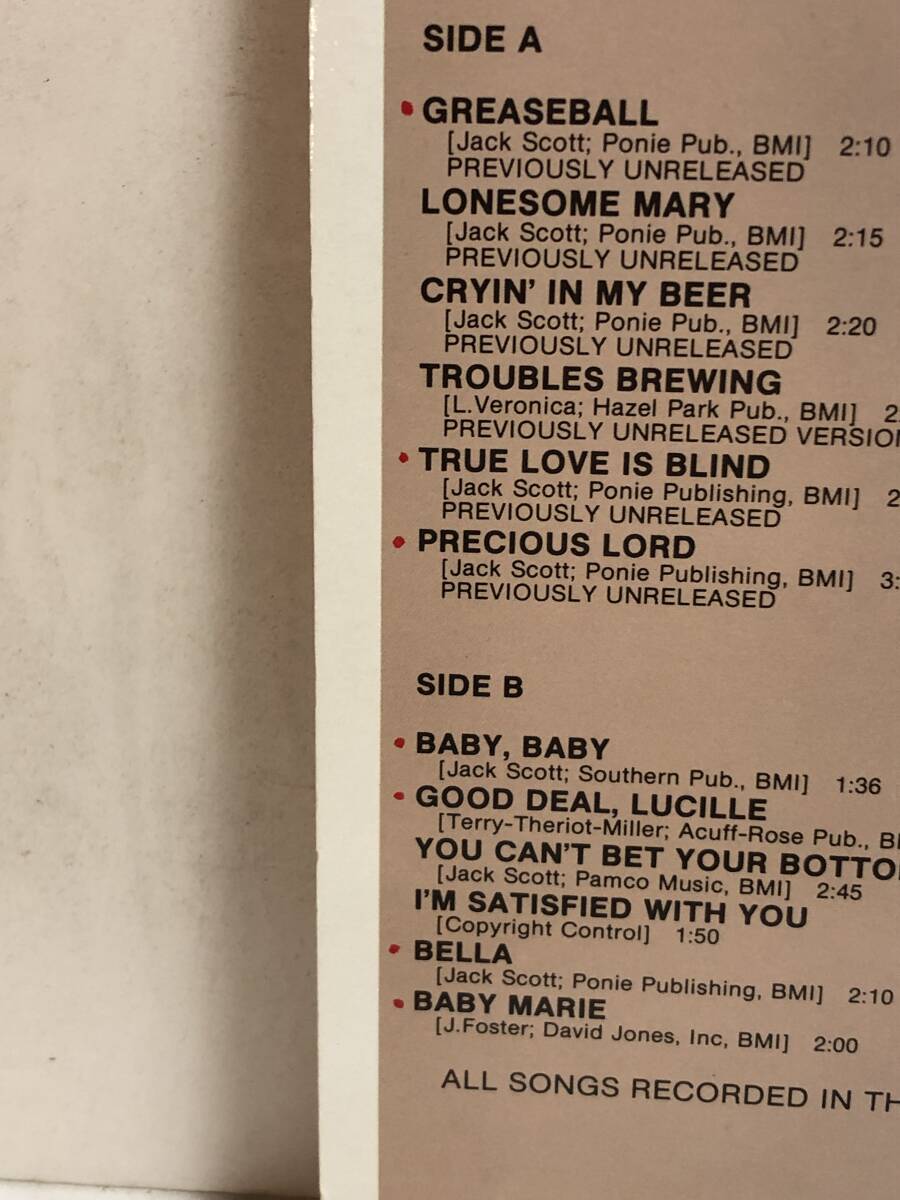 SIDE A
GREASEBALL
[Jack Scott; Ponie Pub., BMI] 2:10
PREVIOUSLY UNRELEASED
LONESOME MARY
[Jack Scott; Ponie Pub., BMI] 2:15
PREVIOUSLY UNRELEASED
CRYIN' IN MY BEER
[Jack Scott; Ponie Pub., BMI] 2:20
PREVIOUSLY UNRELEASED
TROUBLES BREWING
[L.Veronica; Hazel Park Pub., BMI]
PREVIOUSLY UNRELEASED
TRUE LOVE IS BLIND
[Jack Scott; Ponie Publishing, BMI]
PREVIOUSLY UNRELEASED
PRECIOUS LORD
[Jack Scott; Ponie Publishing, BMI]
PREVIOUSLY UNRELEASED
SIDE B
BABY, BABY
[Jack Scott; Southern Pub., BMI] 1:36
GOOD DEAL, LUCILLE
[Terry-Theriot-Miller; Acuff-Rose Pub.,
YOU CAN'T BET YOUR
[Jack Scott; Pamco Music, BMI] 2:45
I'M SATISFIED WITH YOU
[Copyright Control] 1:50
BELLA
[Jack Scott; Ponie Publishing, BMI] 2:10
BABY MARIE
[J.Foster; David Jones, Inc, BMI] 2:00
ALL SONGS RECORDED IN